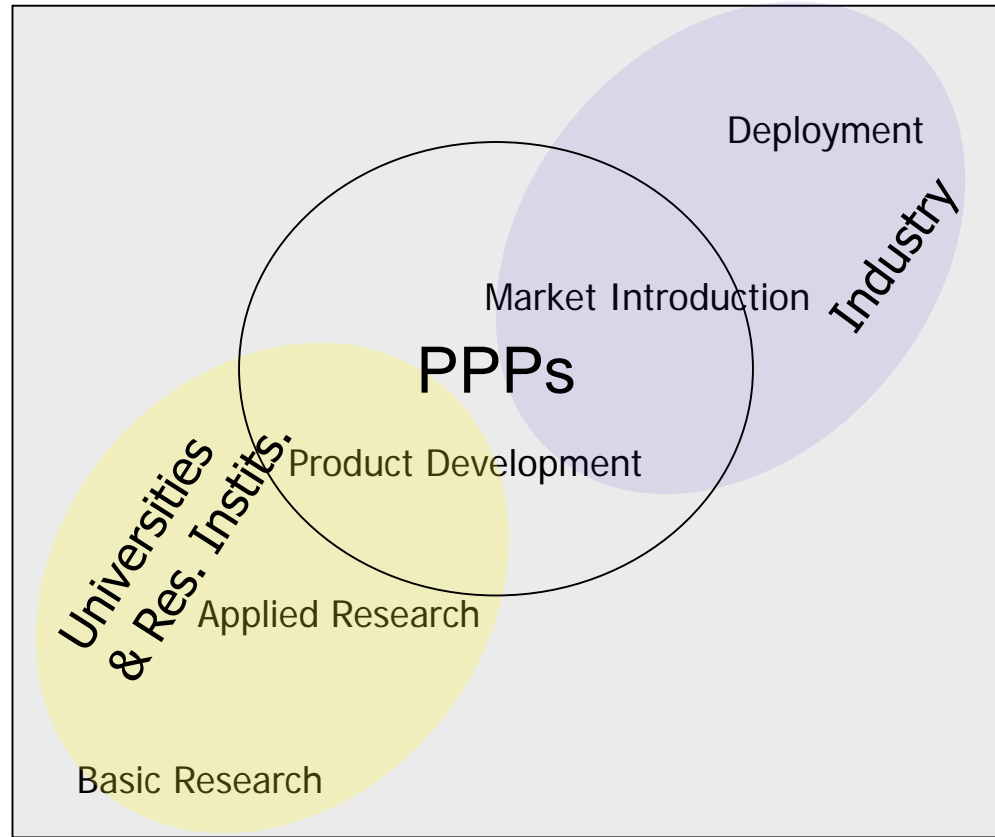 Deployment
Industry
Market Introduction
PPPs
Product Development
Universities
& Res. Instits.
Applied Research
Basic Research